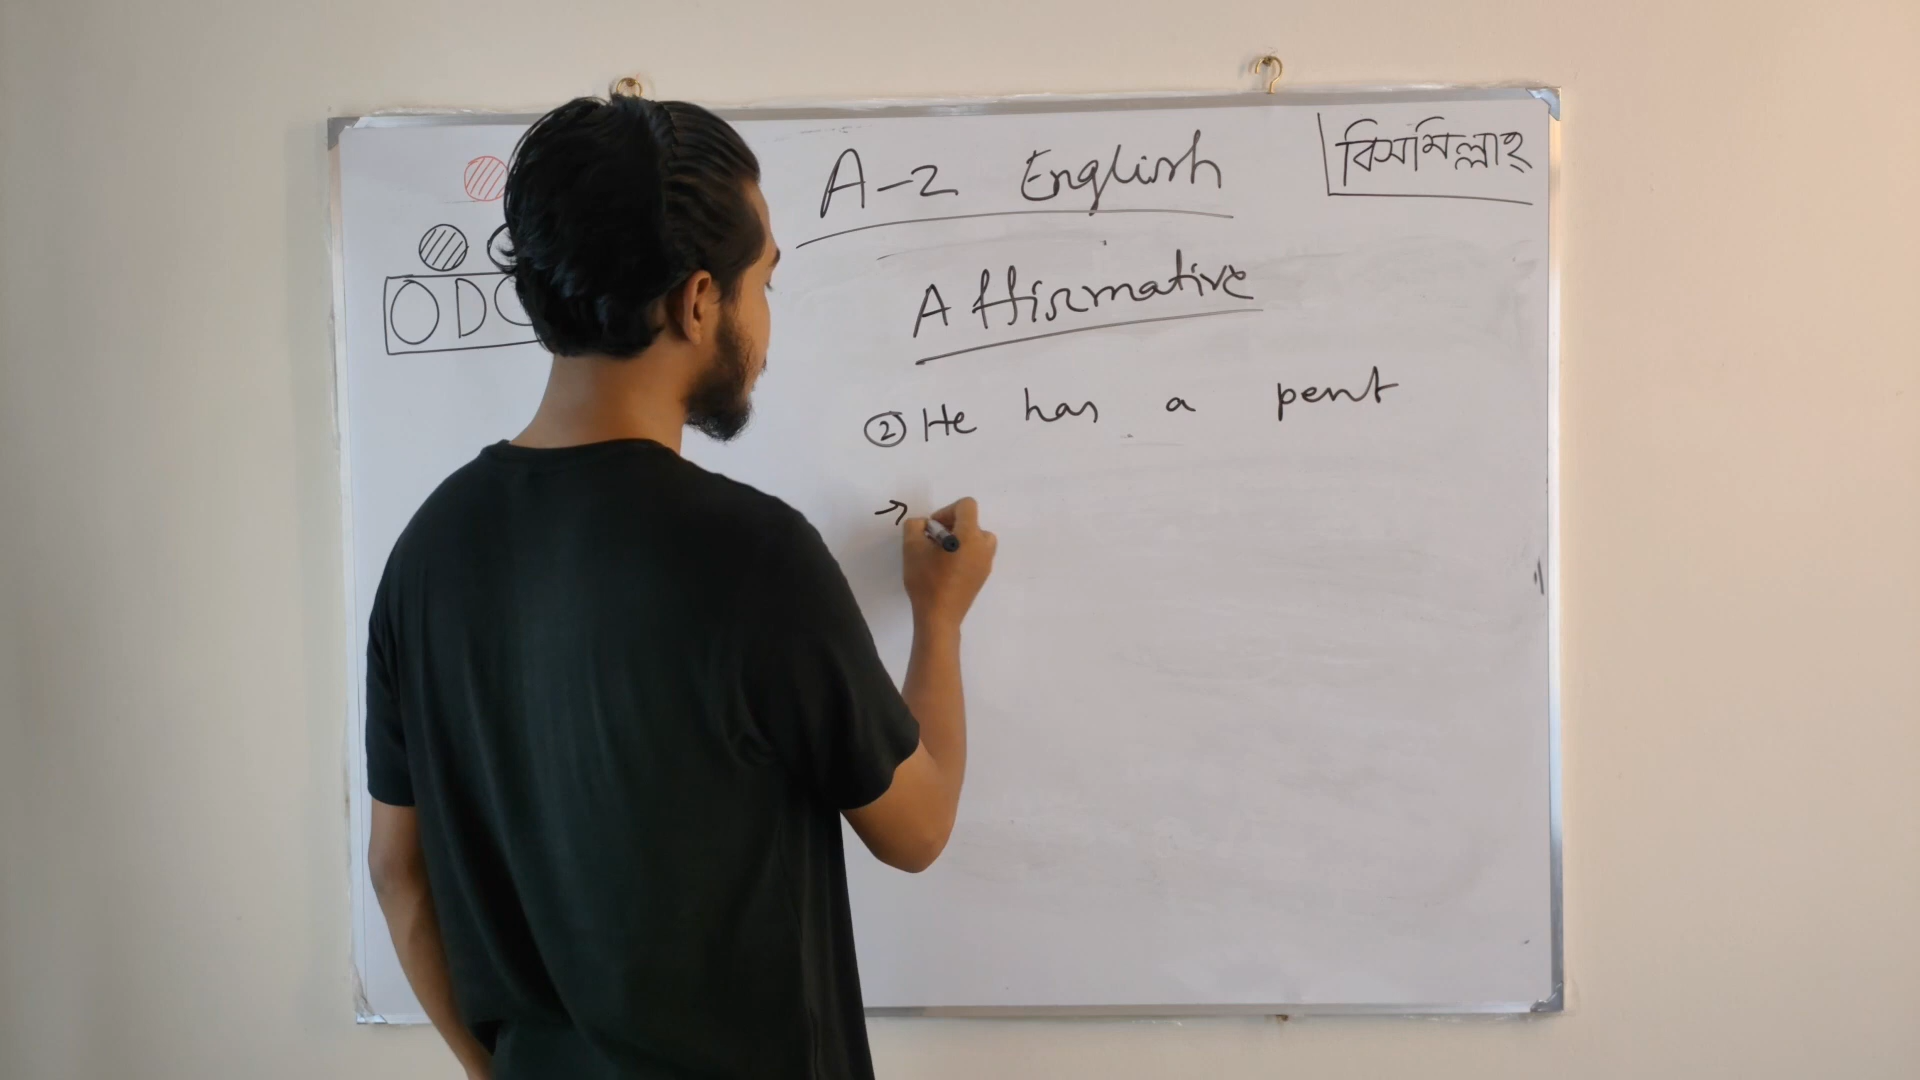 A-Z English
বিসমিল্লাহ্
Affirmative
② He has a pent
→